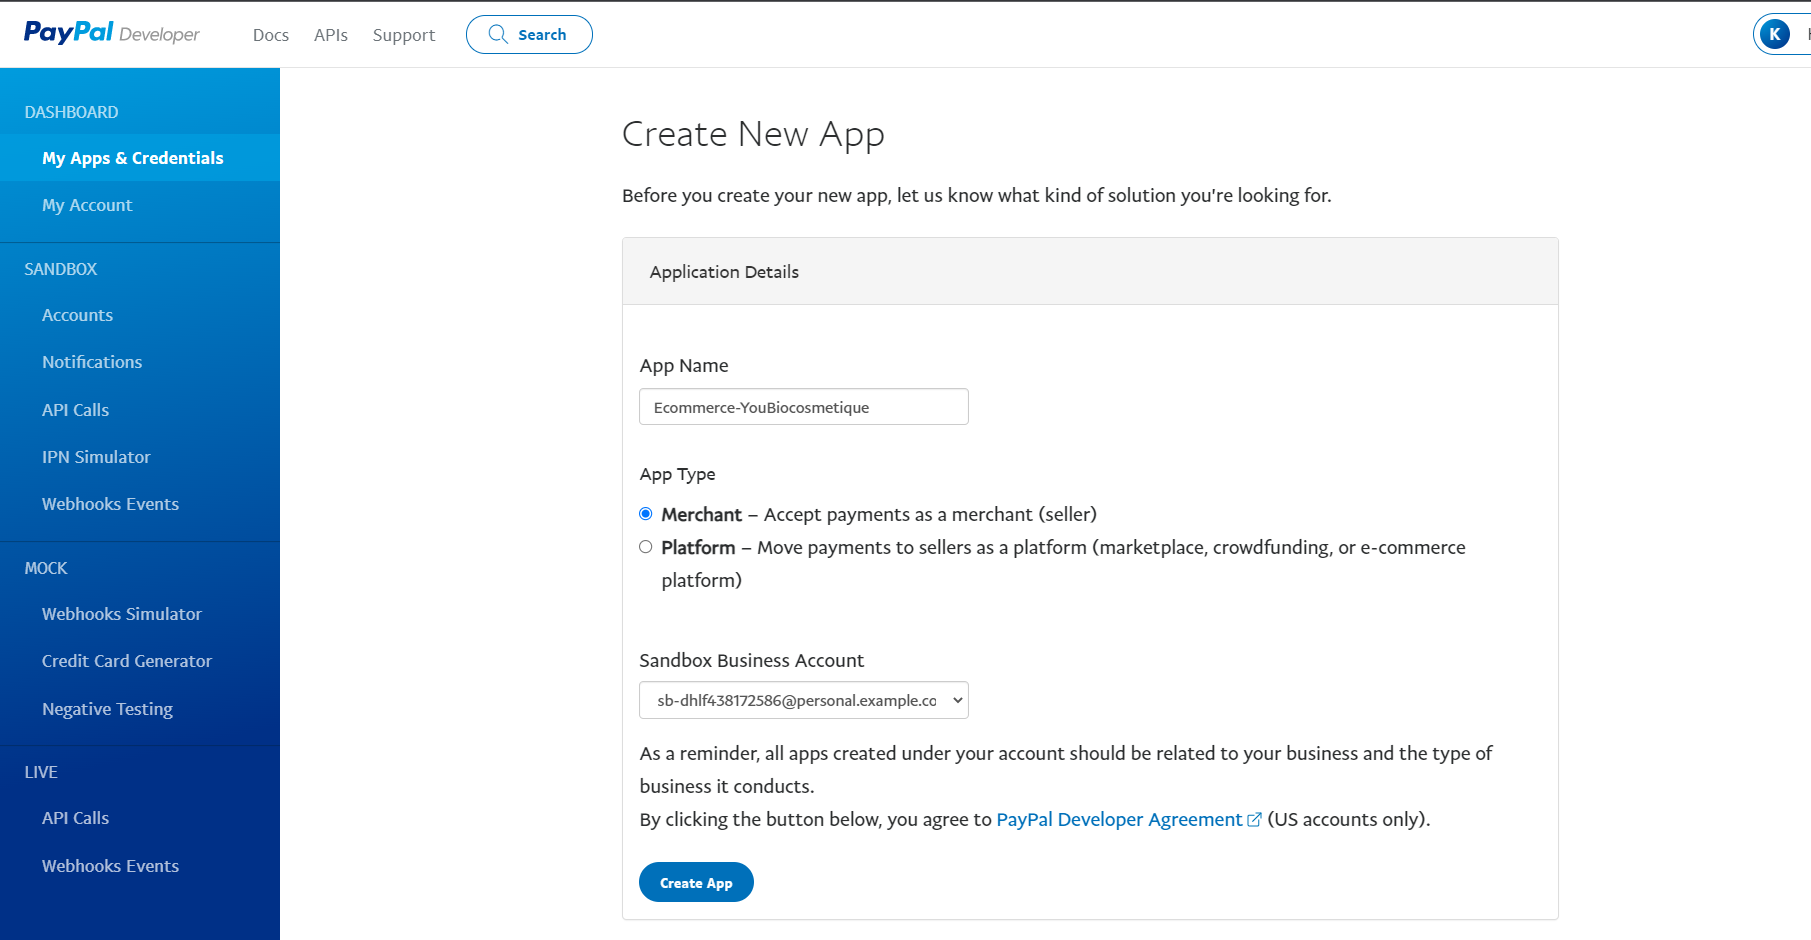 PayPal Developer
Docs
APIs
Support
Search
K
DASHBOARD
My Apps & Credentials
My Account
SANDBOX
Accounts
Notifications
API Calls
IPN Simulator
Webhooks Events
MOCK
Webhooks Simulator
Credit Card Generator
Negative Testing
LIVE
API Calls
Webhooks Events
Create New App
Before you create your new app, let us know what kind of solution you're looking for.
Application Details
App Name
Ecommerce-YouBiocosmetique
App Type
Merchant – Accept payments as a merchant (seller)
Platform – Move payments to sellers as a platform (marketplace, crowdfunding, or e-commerce
platform)
Sandbox Business Account
sb-dhlf438172586@personal.example.co
As a reminder, all apps created under your account should be related to your business and the type of
business it conducts.
By clicking the button below, you agree to PayPal Developer Agreement (US accounts only).
Create App